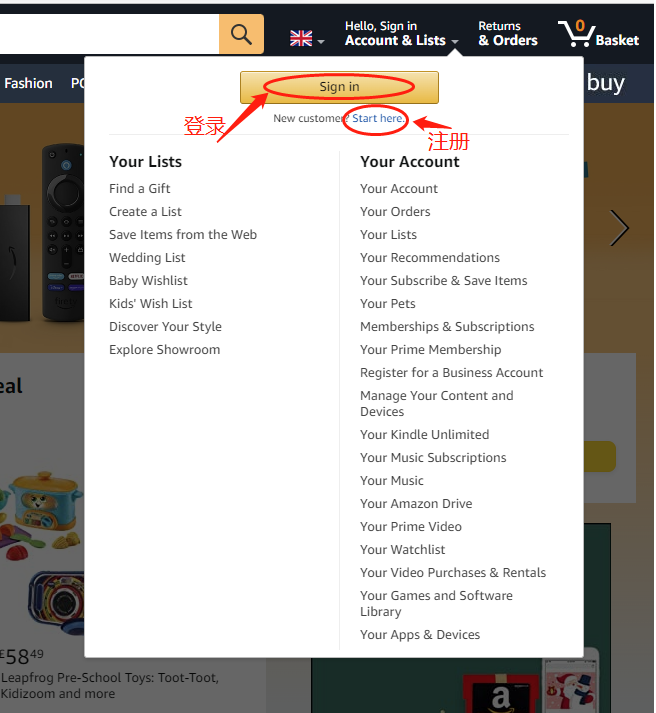 Hello, Sign in
Account & Lists
Returns
& Orders
0
Basket
Fashion
buy
Sign in
登录
New customer? Start here.
注册
Your Lists
Find a Gift
Create a List
Save Items from the Web
Wedding List
Baby Wishlist
Kids' Wish List
Discover Your Style
Explore Showroom
Your Account
Your Account
Your Orders
Your Lists
Your Recommendations
Your Subscribe & Save Items
Your Pets
Memberships & Subscriptions
Your Prime Membership
Register for a Business Account
Manage Your Content and
Devices
Your Kindle Unlimited
Your Music Subscriptions
Your Music
Your Amazon Drive
Your Prime Video
Your Watchlist
Your Video Purchases & Rentals
Your Games and Software
Library
Your Apps & Devices
eal
£58 49
Leapfrog Pre-School Toys: Toot-Toot,
Kidizoom and more
a